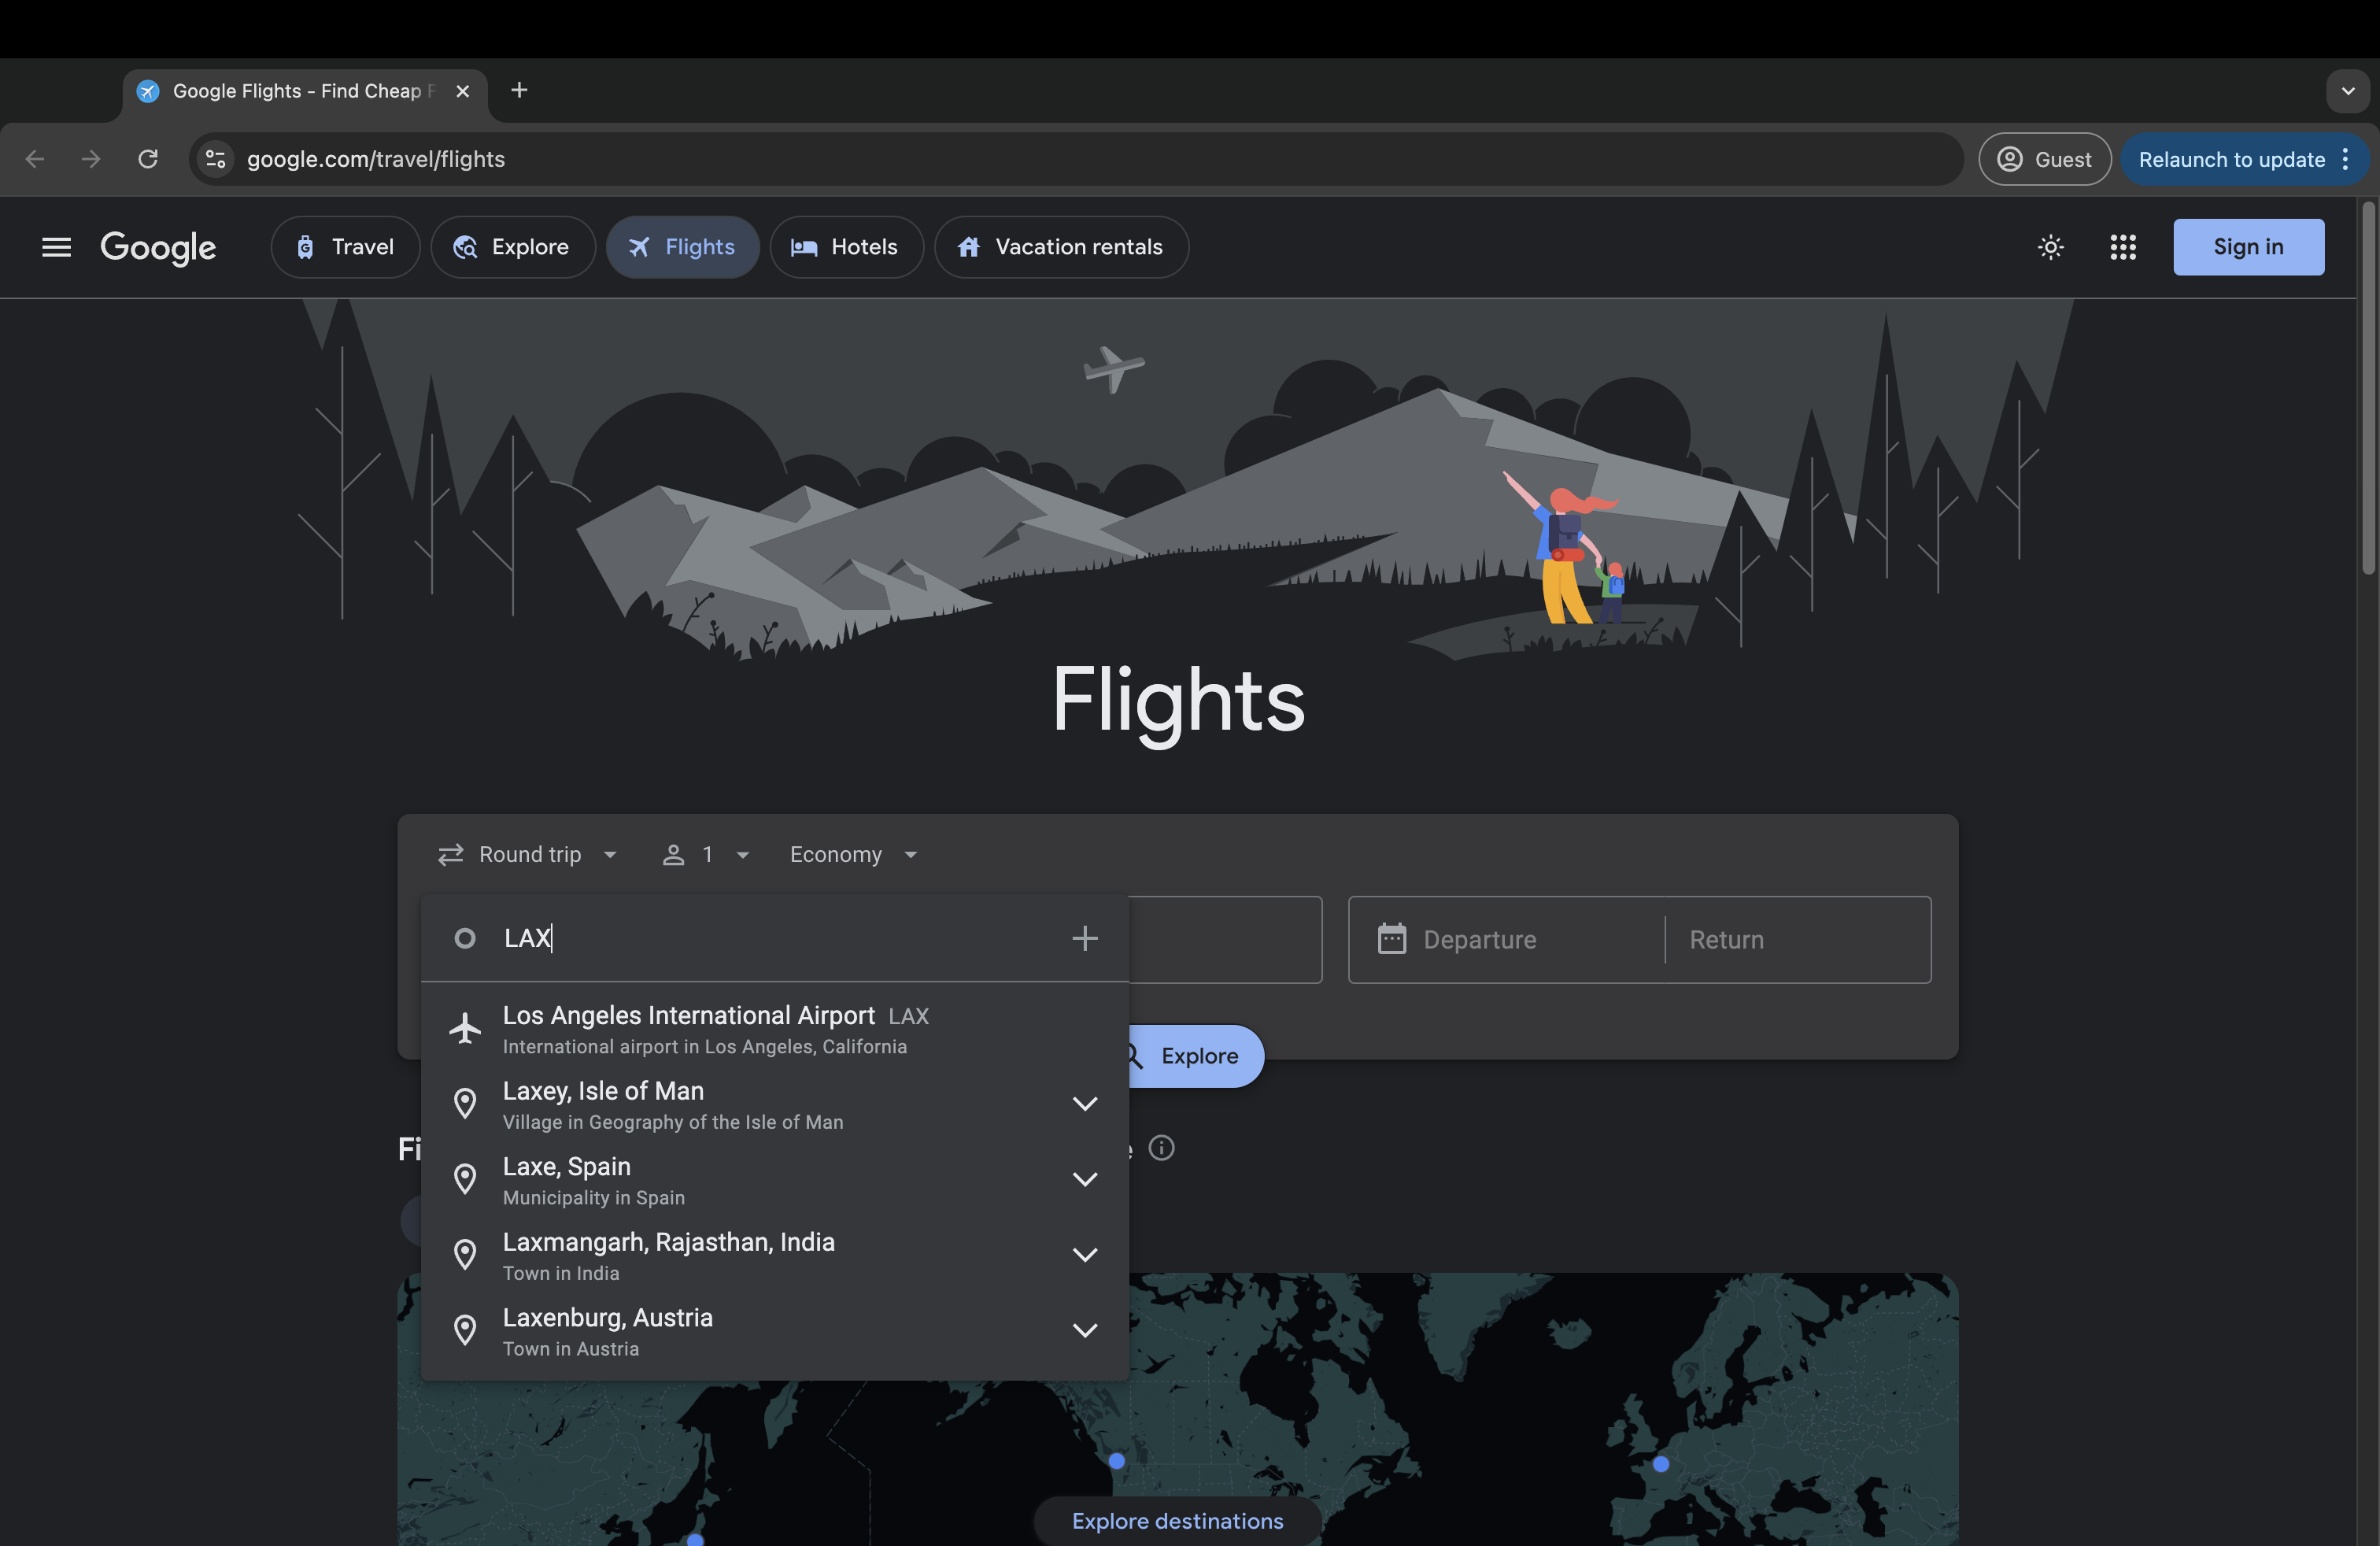 Google Flights - Find Cheap F
google.com/travel/flights
Guest
Relaunch to update
Google
Travel
Explore
Flights
Hotels
Vacation rentals
Sign in
Flights
Round trip
1
Economy
LAX
Departure
Return
Los Angeles International Airport LAX
International airport in Los Angeles, California
Explore
Laxey, Isle of Man
Village in Geography of the Isle of Man
Fi
Laxe, Spain
Municipality in Spain
Laxmangarh, Rajasthan, India
Town in India
Laxenburg, Austria
Town in Austria
Explore destinations